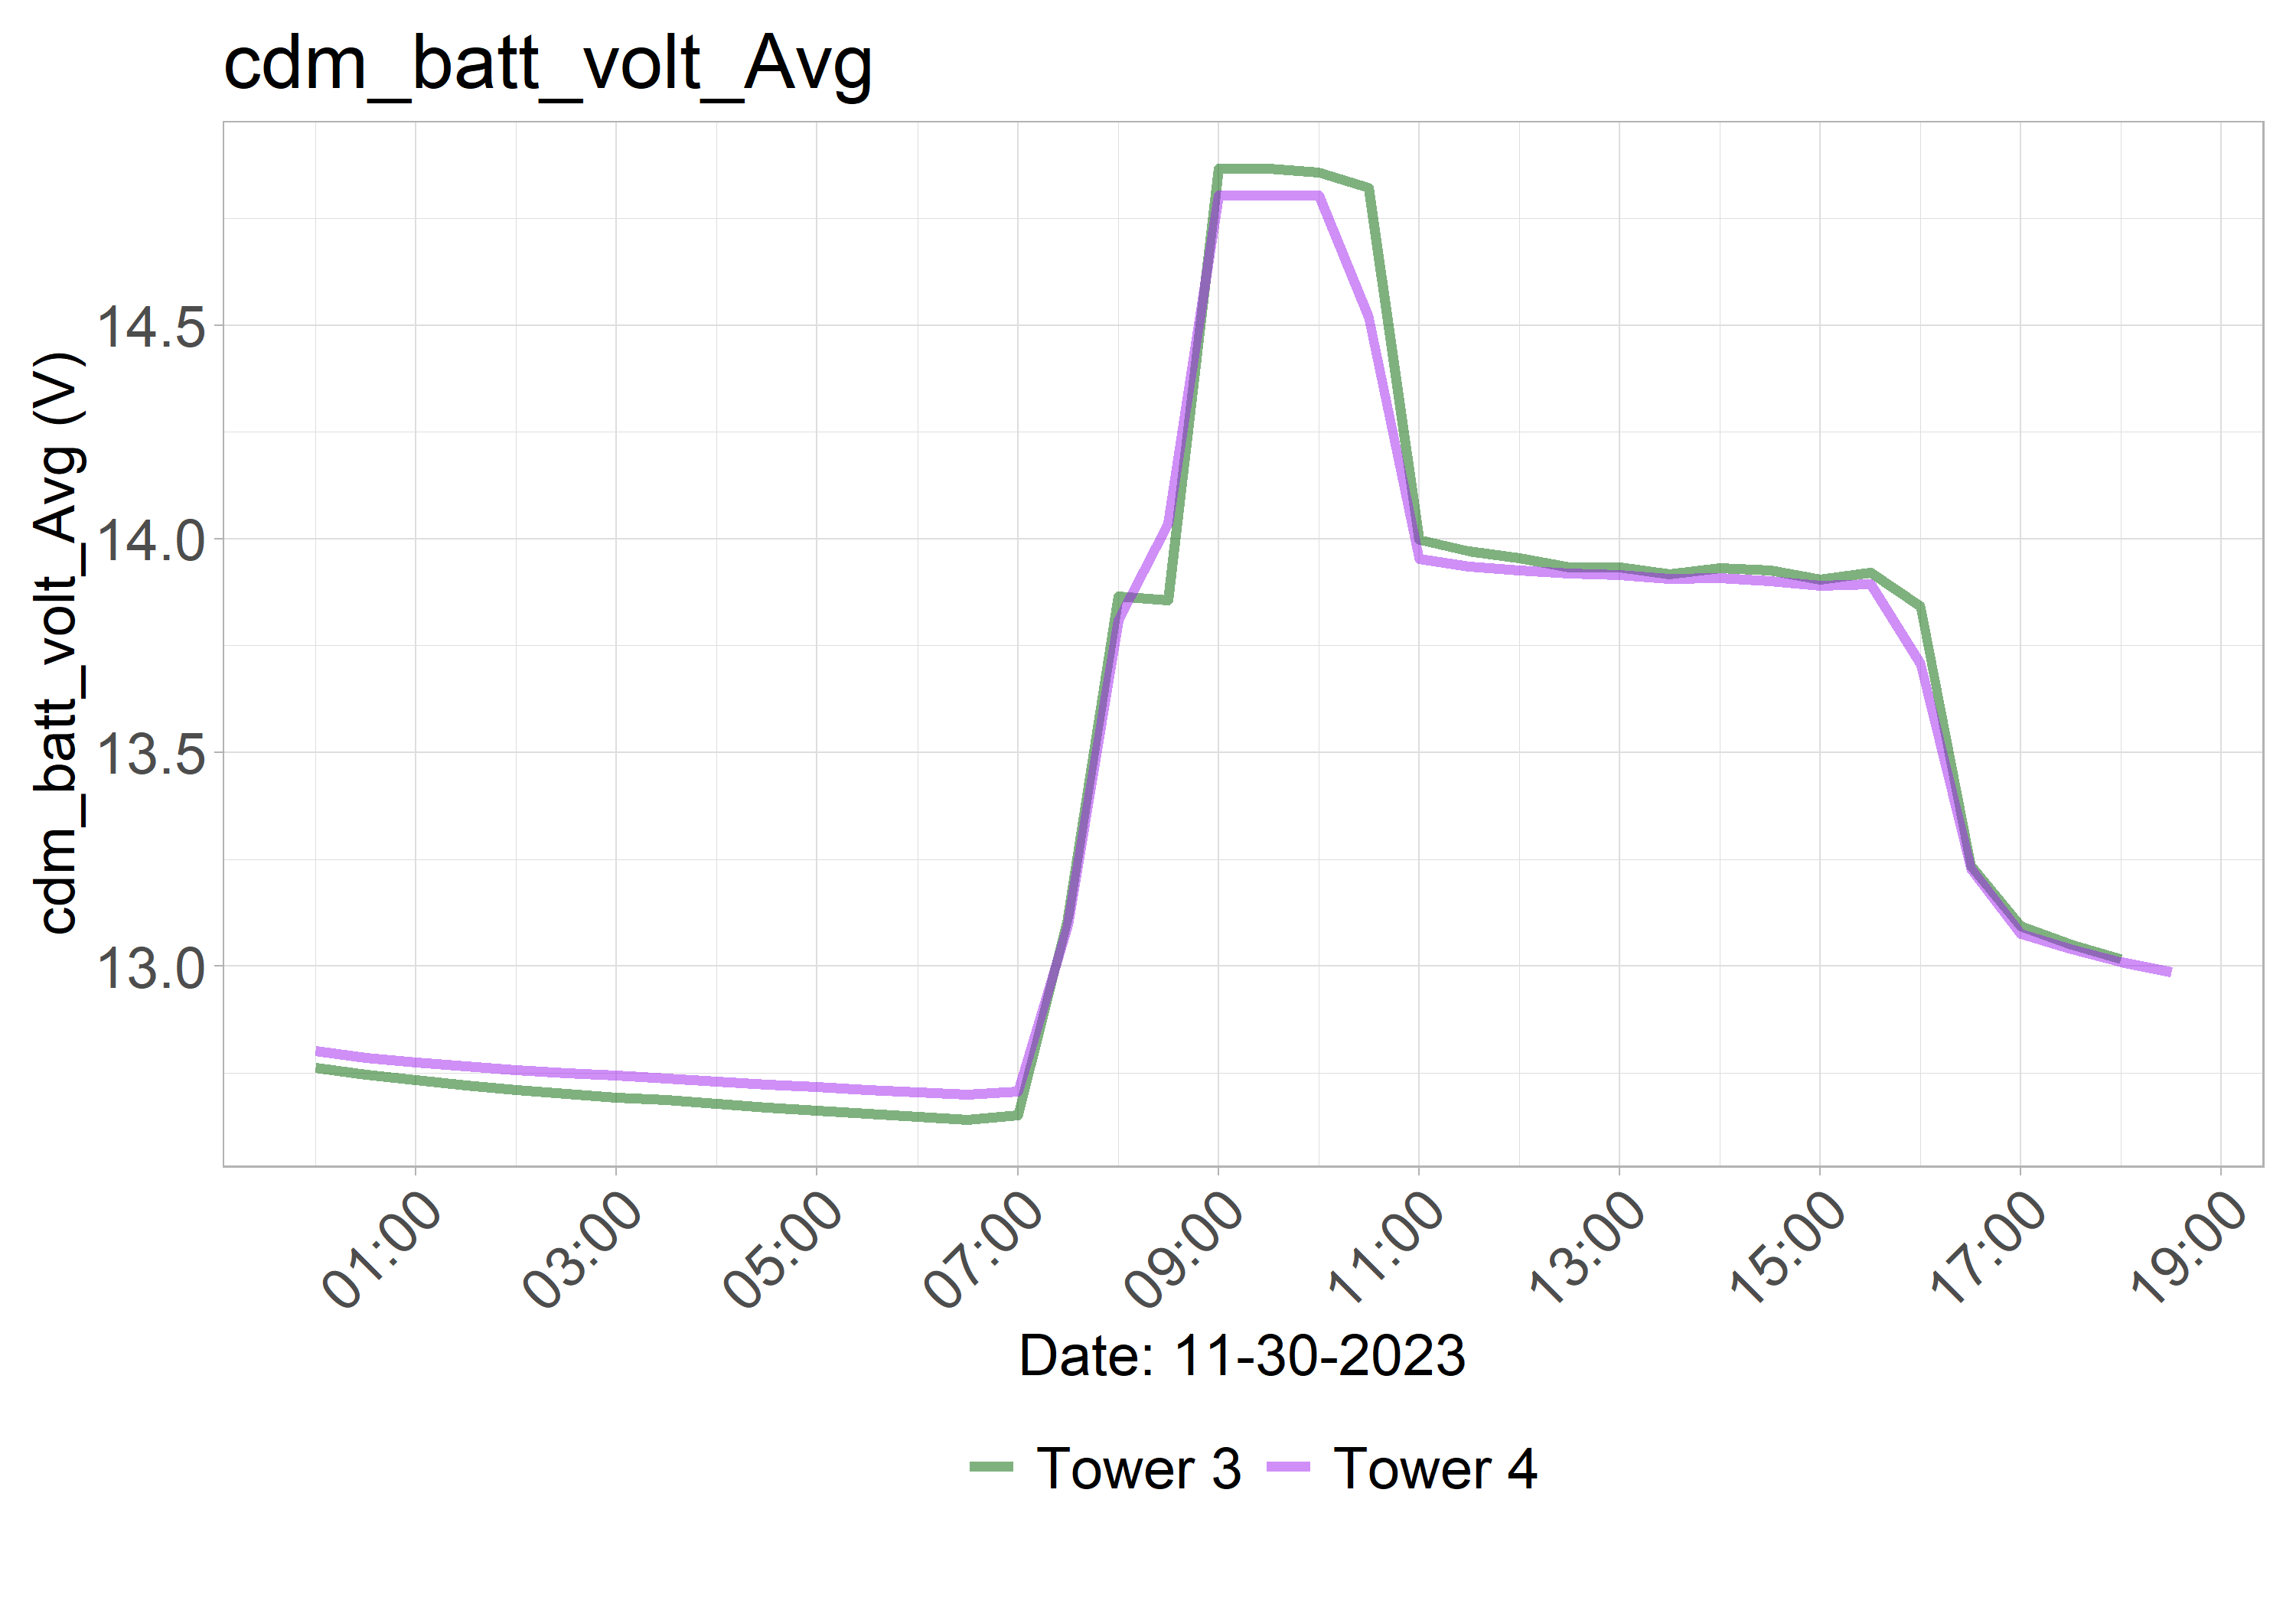 cdm_batt_volt_Avg
cdm_batt_volt_Avg (V)
14.5
14.0
13.5
13.0
01:00 03:00 05:00 07:00 09:00 11:00 13:00 15:00 17:00 19:00
Date: 11-30-2023
Tower 3 Tower 4